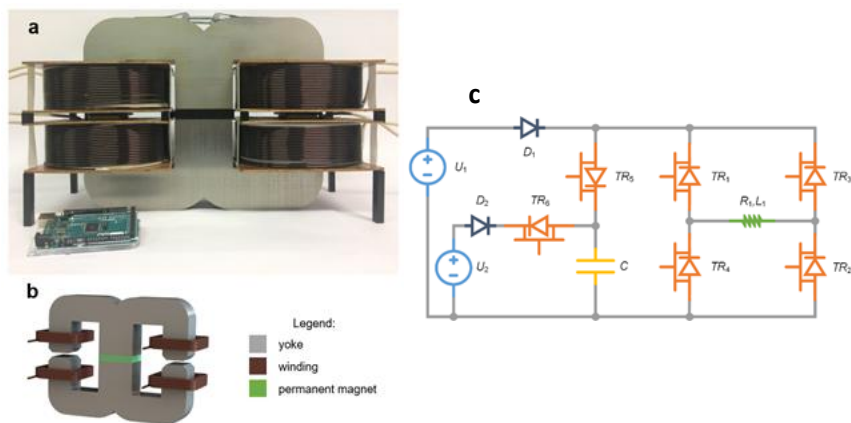 a
b
Legend:
yoke
winding
permanent magnet
c
D₁
U₁
TR₅
TR₁
TR₃
R₁,L₁
D₂
TR₆
U₂
C
TR₄
TR₂